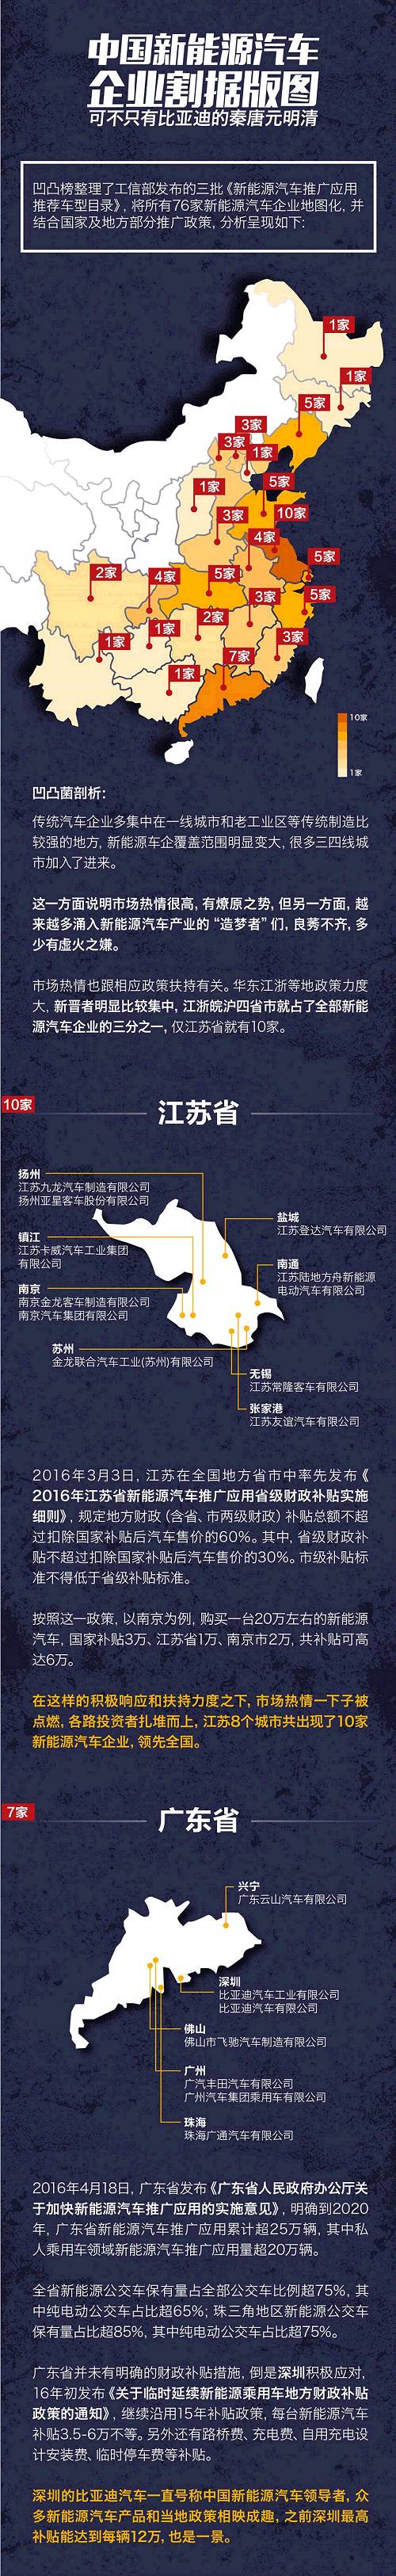 中国新能源汽车
企业割据版图
可不只有比亚迪的秦唐元明清
凹凸榜整理了工信部发布的三批《新能源汽车推广应用
推荐车型目录》, 将所有76家新能源汽车企业地图化, 并
结合国家及地方部分推广政策, 分析呈现如下:
1家
1家
5家
3家
3家
1家
5家
1家
3家
10家
4家
5家
2家
4家
5家
3家
5家
1家
1家
2家
3家
7家
1家
10家
1家
凹凸菌剖析:
传统汽车企业多集中在一线城市和老工业区等传统制造比
较强的地方, 新能源车企覆盖范围明显变大, 很多三四线城
市加入了进来。
这一方面说明市场热情很高, 有燎原之势, 但另一方面, 越
来越多涌入新能源汽车产业的“造梦者”们, 良莠不齐, 多
少有虚火之嫌。
市场热情也跟相应政策扶持有关。华东江浙等地政策力度
大, 新晋者明显比较集中, 江浙皖沪四省市就占了全部新能
源汽车企业的三分之一, 仅江苏省就有10家。
10家
江苏省
扬州
江苏九龙汽车制造有限公司
扬州亚星客车股份有限公司
盐城
江苏登达汽车有限公司
镇江
江苏卡威汽车工业集团
有限公司
南通
江苏陆地方舟新能源
电动汽车有限公司
南京
南京金龙客车制造有限公司
南京汽车集团有限公司
苏州
金龙联合汽车工业(苏州)有限公司
无锡
江苏常隆客车有限公司
张家港
江苏友谊汽车有限公司
2016年3月3日, 江苏在全国地方省市中率先发布《
2016年江苏省新能源汽车推广应用省级财政补贴实施
细则》, 规定地方财政 (含省、市两级财政) 补贴总额不超
过扣除国家补贴后汽车售价的60%。其中, 省级财政补
贴不超过扣除国家补贴后汽车售价的30%。市级补贴标
准不得低于省级补贴标准。
按照这一政策, 以南京为例, 购买一台20万左右的新能源
汽车, 国家补贴3万、江苏省1万、南京市2万, 共补贴可高
达6万。
在这样的积极响应和扶持力度之下, 市场热情一下子被
点燃, 各路投资者扎堆而上, 江苏8个城市共出现了10家
新能源汽车企业, 领先全国。
7家
广东省
兴宁
广东云山汽车有限公司
深圳
比亚迪汽车工业有限公司
比亚迪汽车有限公司
佛山
佛山市飞驰汽车制造有限公司
广州
广汽丰田汽车有限公司
广州汽车集团乘用车有限公司
珠海
珠海广通汽车有限公司
2016年4月18日, 广东省发布《广东省人民政府办公厅关
于加快新能源汽车推广应用的实施意见》, 明确到2020
年, 广东省新能源汽车推广应用累计超25万辆, 其中私
人乘用车领域新能源汽车推广应用量超20万辆。
全省新能源公交车保有量占全部公交车比例超75%, 其
中纯电动公交车占比超65%; 珠三角地区新能源公交车
保有量占比超85%, 其中纯电动公交车占比超75%。
广东省并未有明确的财政补贴措施, 倒是深圳积极应对,
16年初发布《关于临时延续新能源乘用车地方财政补贴
政策的通知》, 继续沿用15年补贴政策, 每台新能源汽车
补贴3.5-6万不等。另外还有路桥费、充电费、自用充电设
计安装费、临时停车费等补贴。
深圳的比亚迪汽车一直号称中国新能源汽车领导者, 众
多新能源汽车产品和当地政策相映成趣, 之前深圳最高
补贴能达到每辆12万, 也是一景。